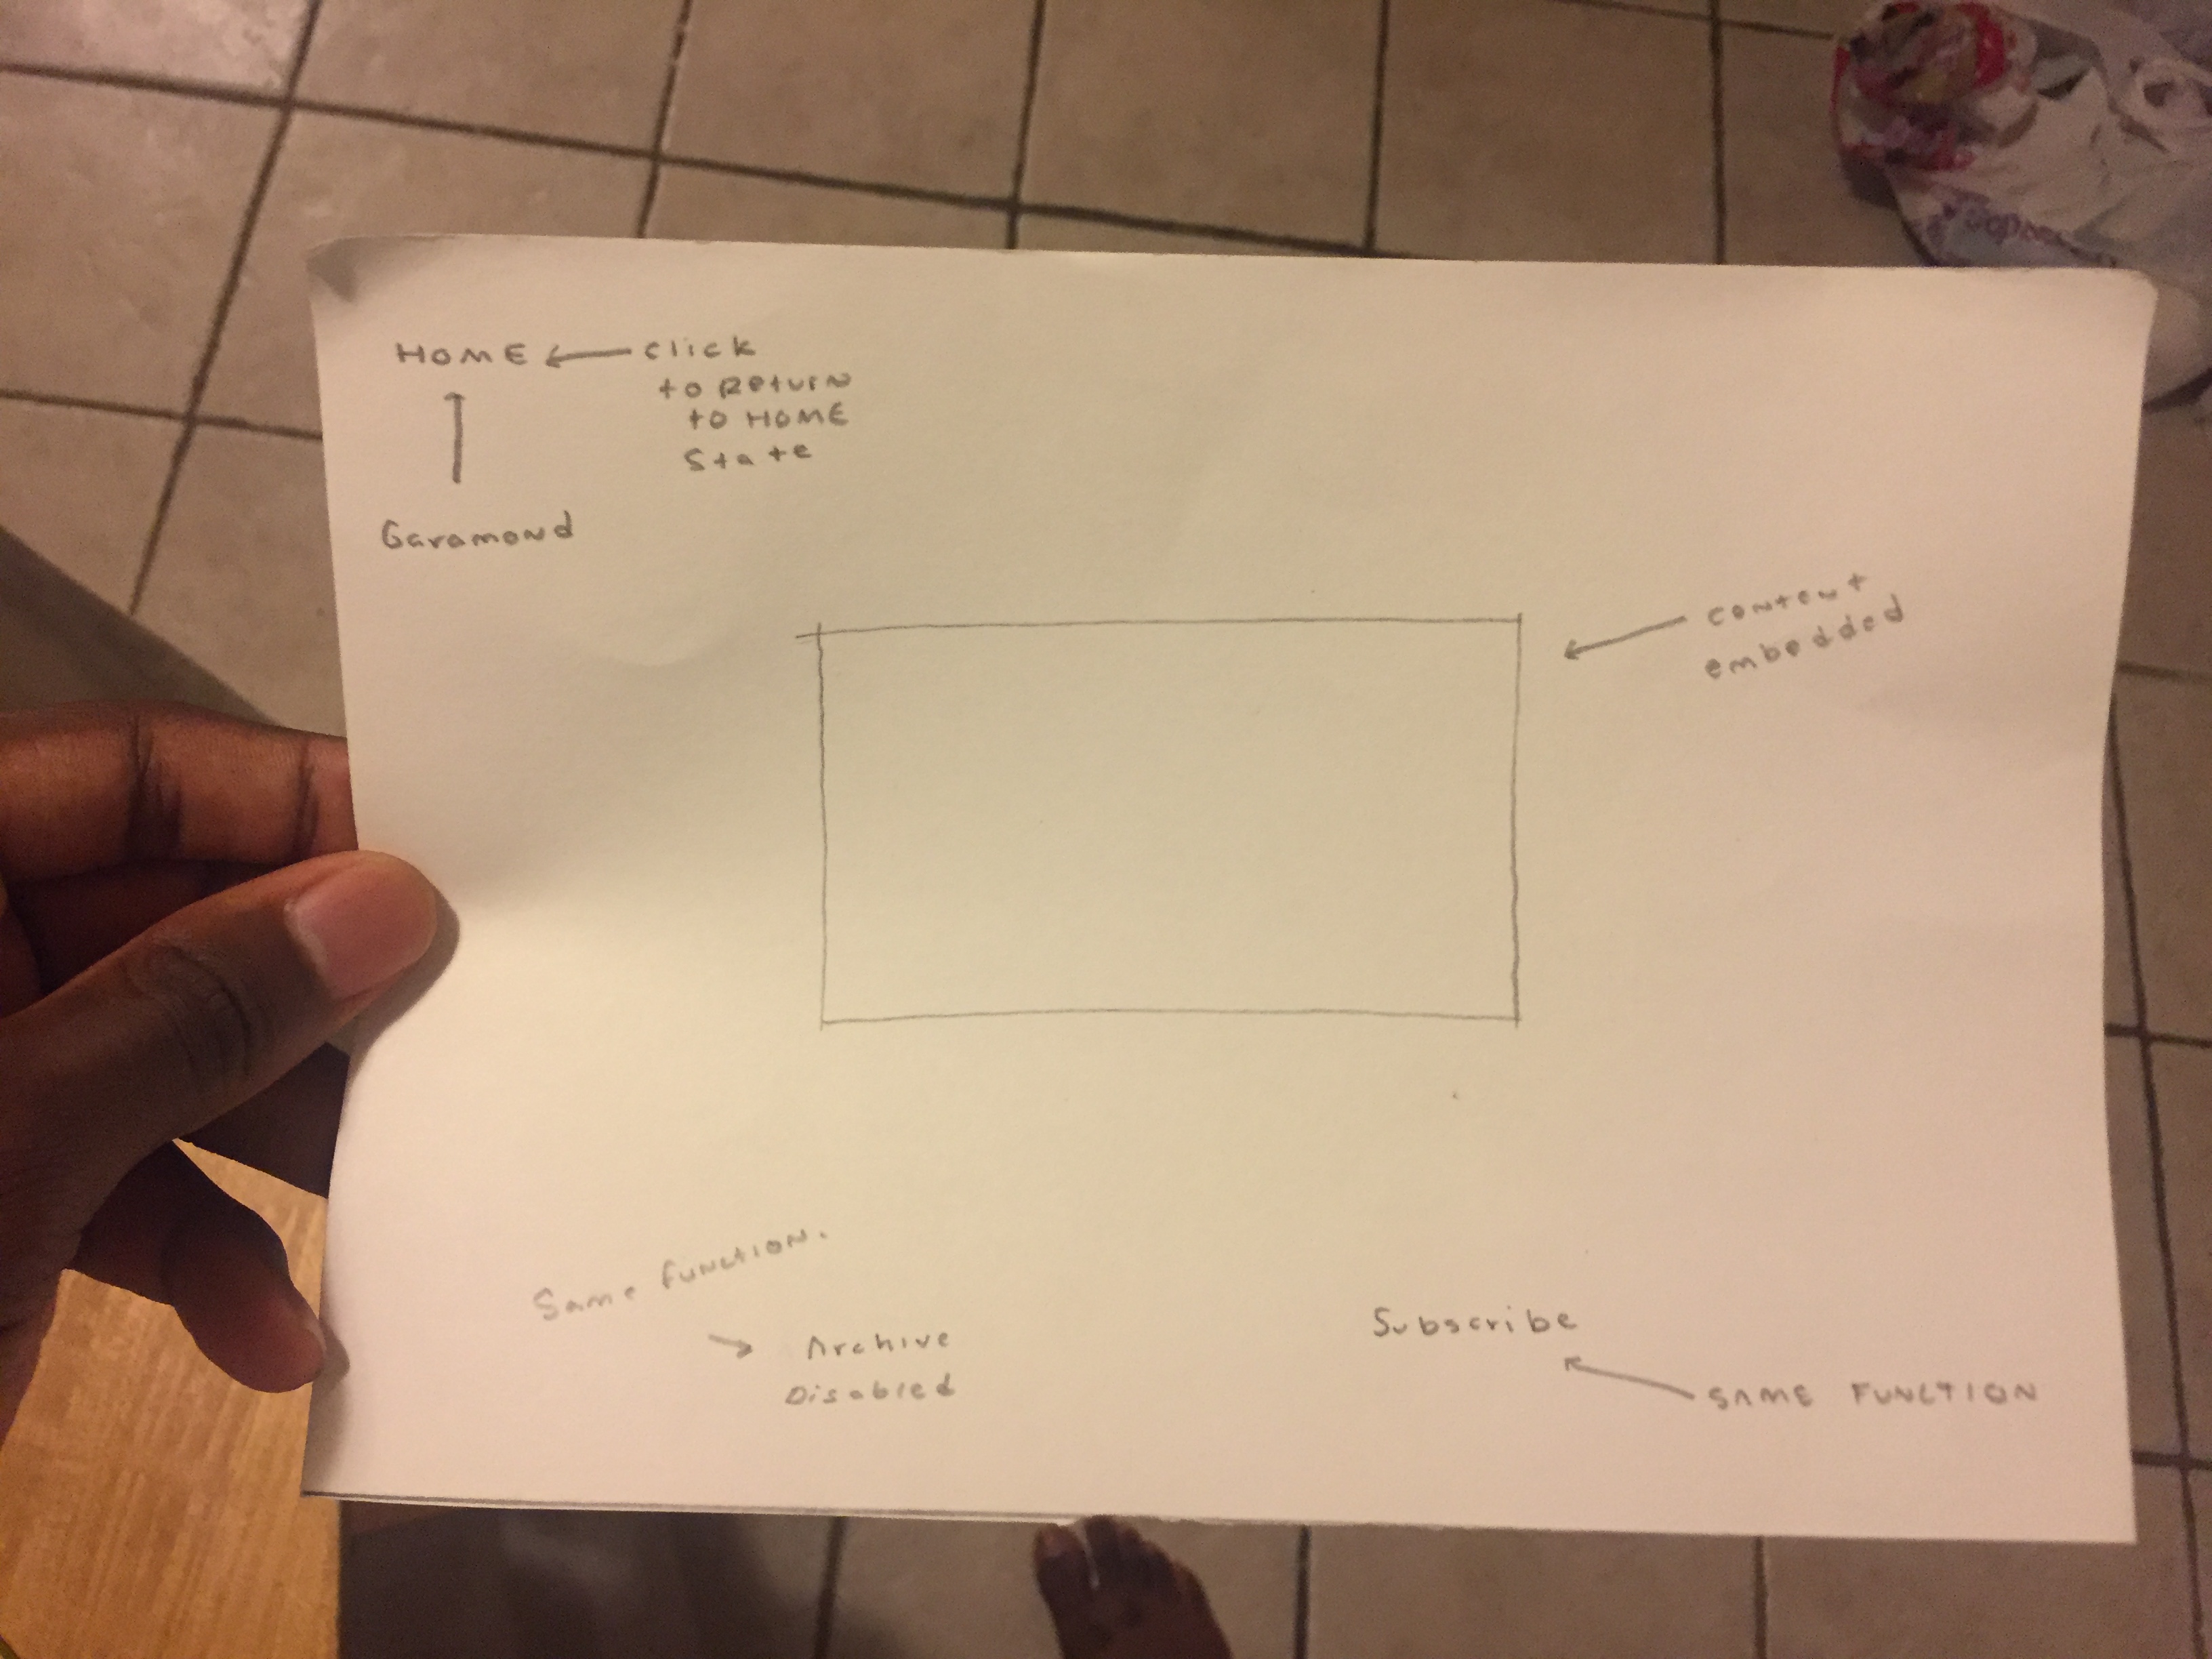 HOME
click
to Return
to HOME
State
Garamond
content
embedded
Same function.
Archive
Disabled
Subscribe
SAME FUNCTION